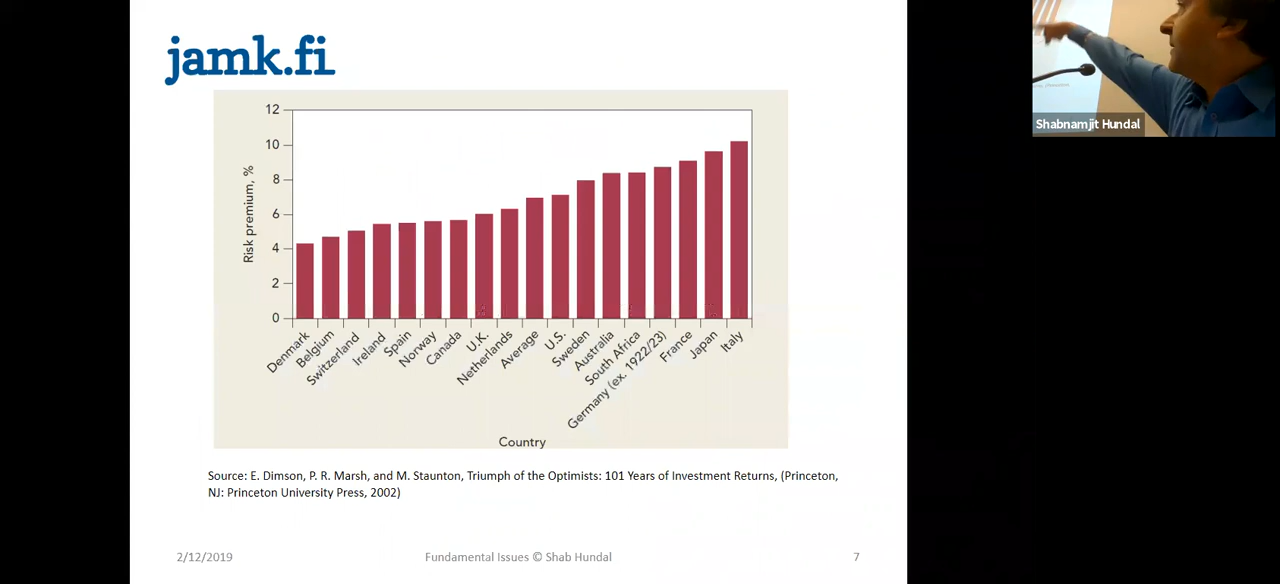 jamk.fi
Shabnamjit Hundal
12
10
8
6
4
2
0
Risk premium, %
Denmark
Belgium
Switzerland
Ireland
Spain
Norway
Canada
U.K.
Netherlands
Average
U.S.
Sweden
Australia
South Africa
Germany (ex. 1922/23)
France
Japan
Italy
Country
Source: E. Dimson, P. R. Marsh, and M. Staunton, Triumph of the Optimists: 101 Years of Investment Returns, (Princeton,
NJ: Princeton University Press, 2002)
2/12/2019
Fundamental Issues © Shab Hundal
7